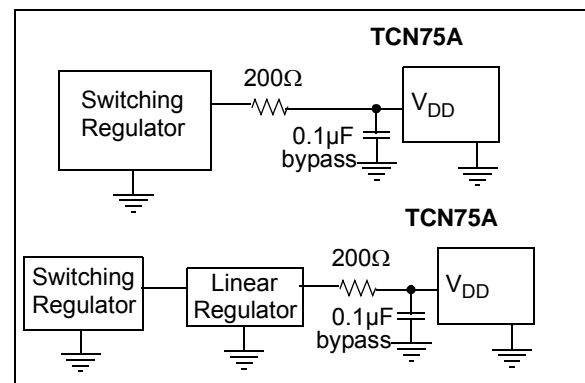 TCN75A
200Ω
Switching
Regulator
VDD
0.1µF
bypass
TCN75A
200Ω
Switching
Regulator
Linear
Regulator
VDD
0.1µF
bypass